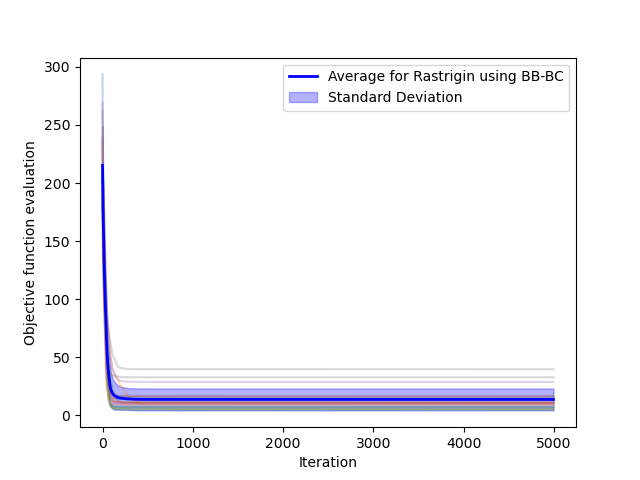 Average for Rastrigin using BB-BC
Standard Deviation
Objective function evaluation
300
250
200
150
100
50
0
0 1000 2000 3000 4000 5000
Iteration